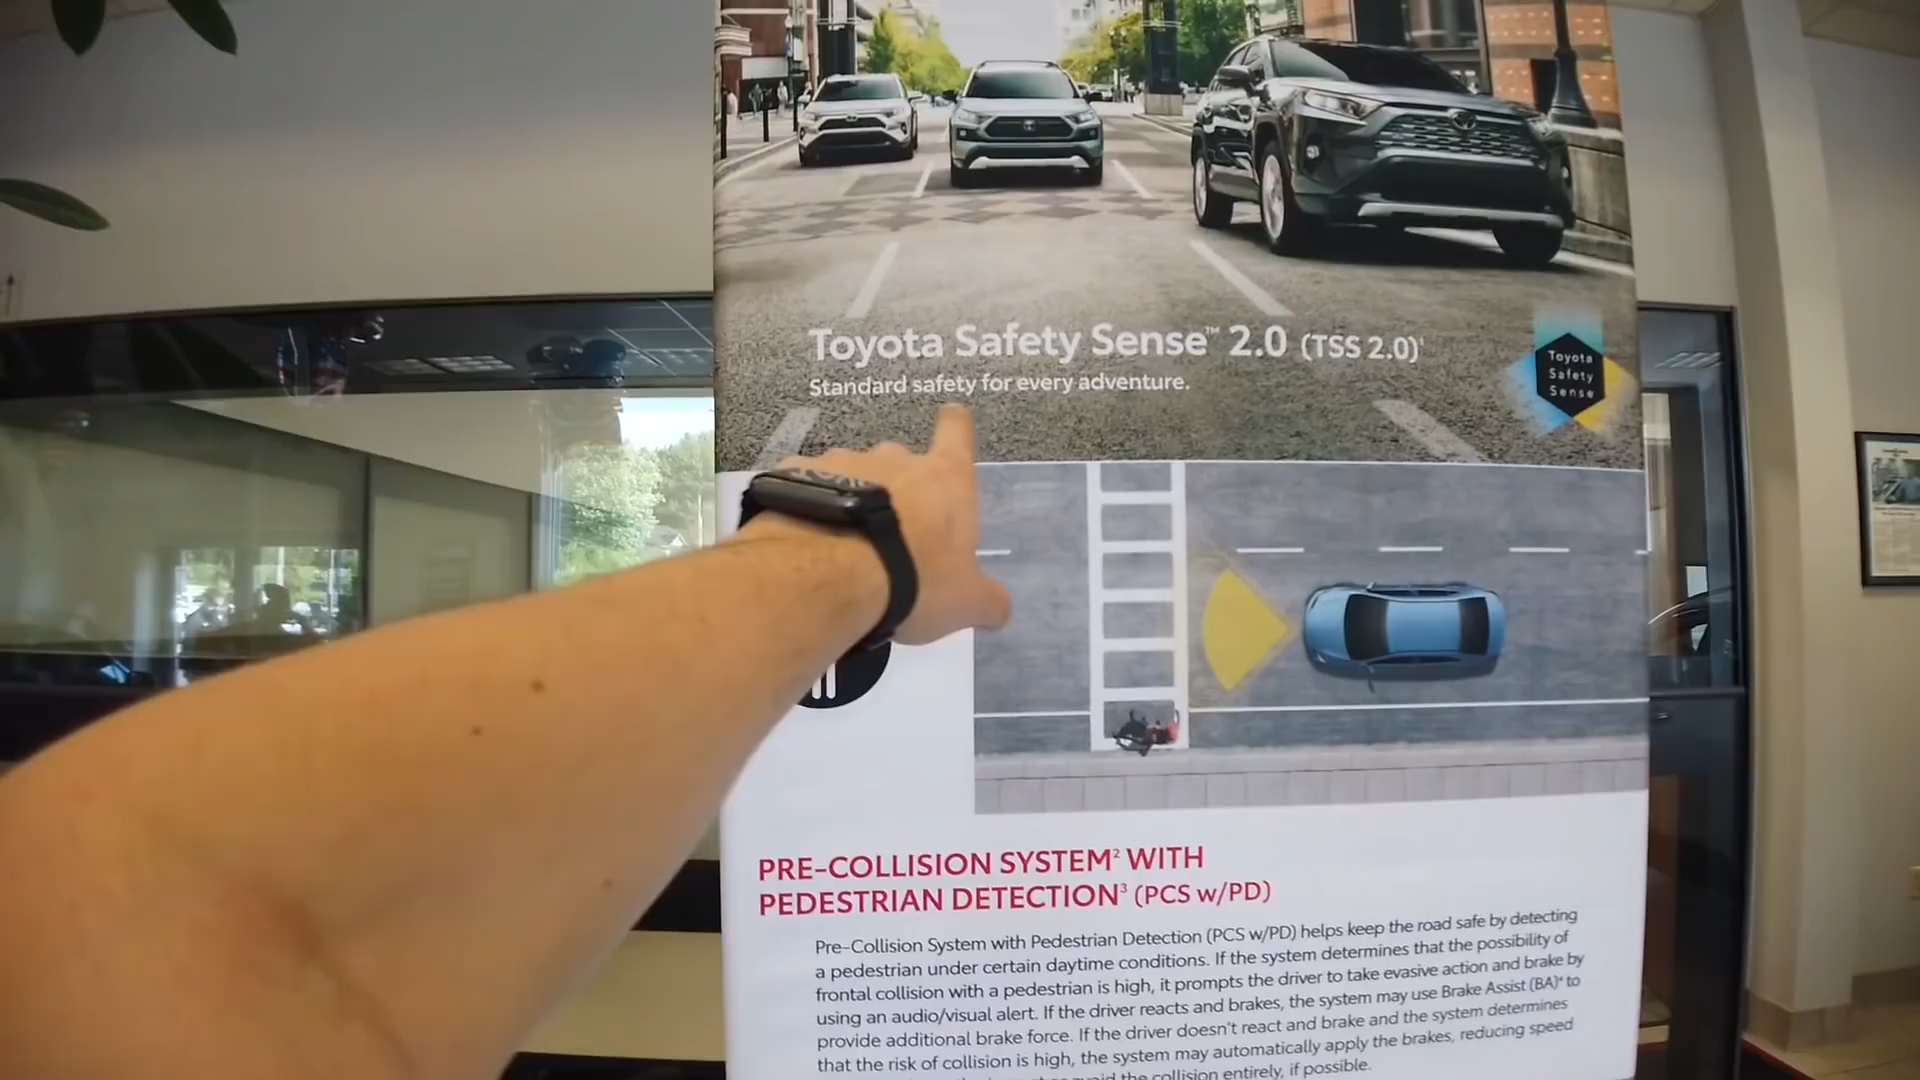 Toyota Safety Sense™ 2.0 (TSS 2.0)¹
Standard safety for every adventure.
Toyota
Safety
Sense
PRE-COLLISION SYSTEM² WITH
PEDESTRIAN DETECTION³ (PCS w/PD)
Pre-Collision System with Pedestrian Detection (PCS w/PD) helps keep the road safe by detecting
a pedestrian under certain daytime conditions. If the system determines that the possibility of
frontal collision with a pedestrian is high, it prompts the driver to take evasive action and brake by
using an audio/visual alert. If the driver reacts and brakes, the system may use Brake Assist (BA)⁴ to
provide additional brake force. If the driver doesn't react and brake and the system determines
that the risk of collision is high, the system may automatically apply the brakes, reducing speed
the collision entirely, if possible.